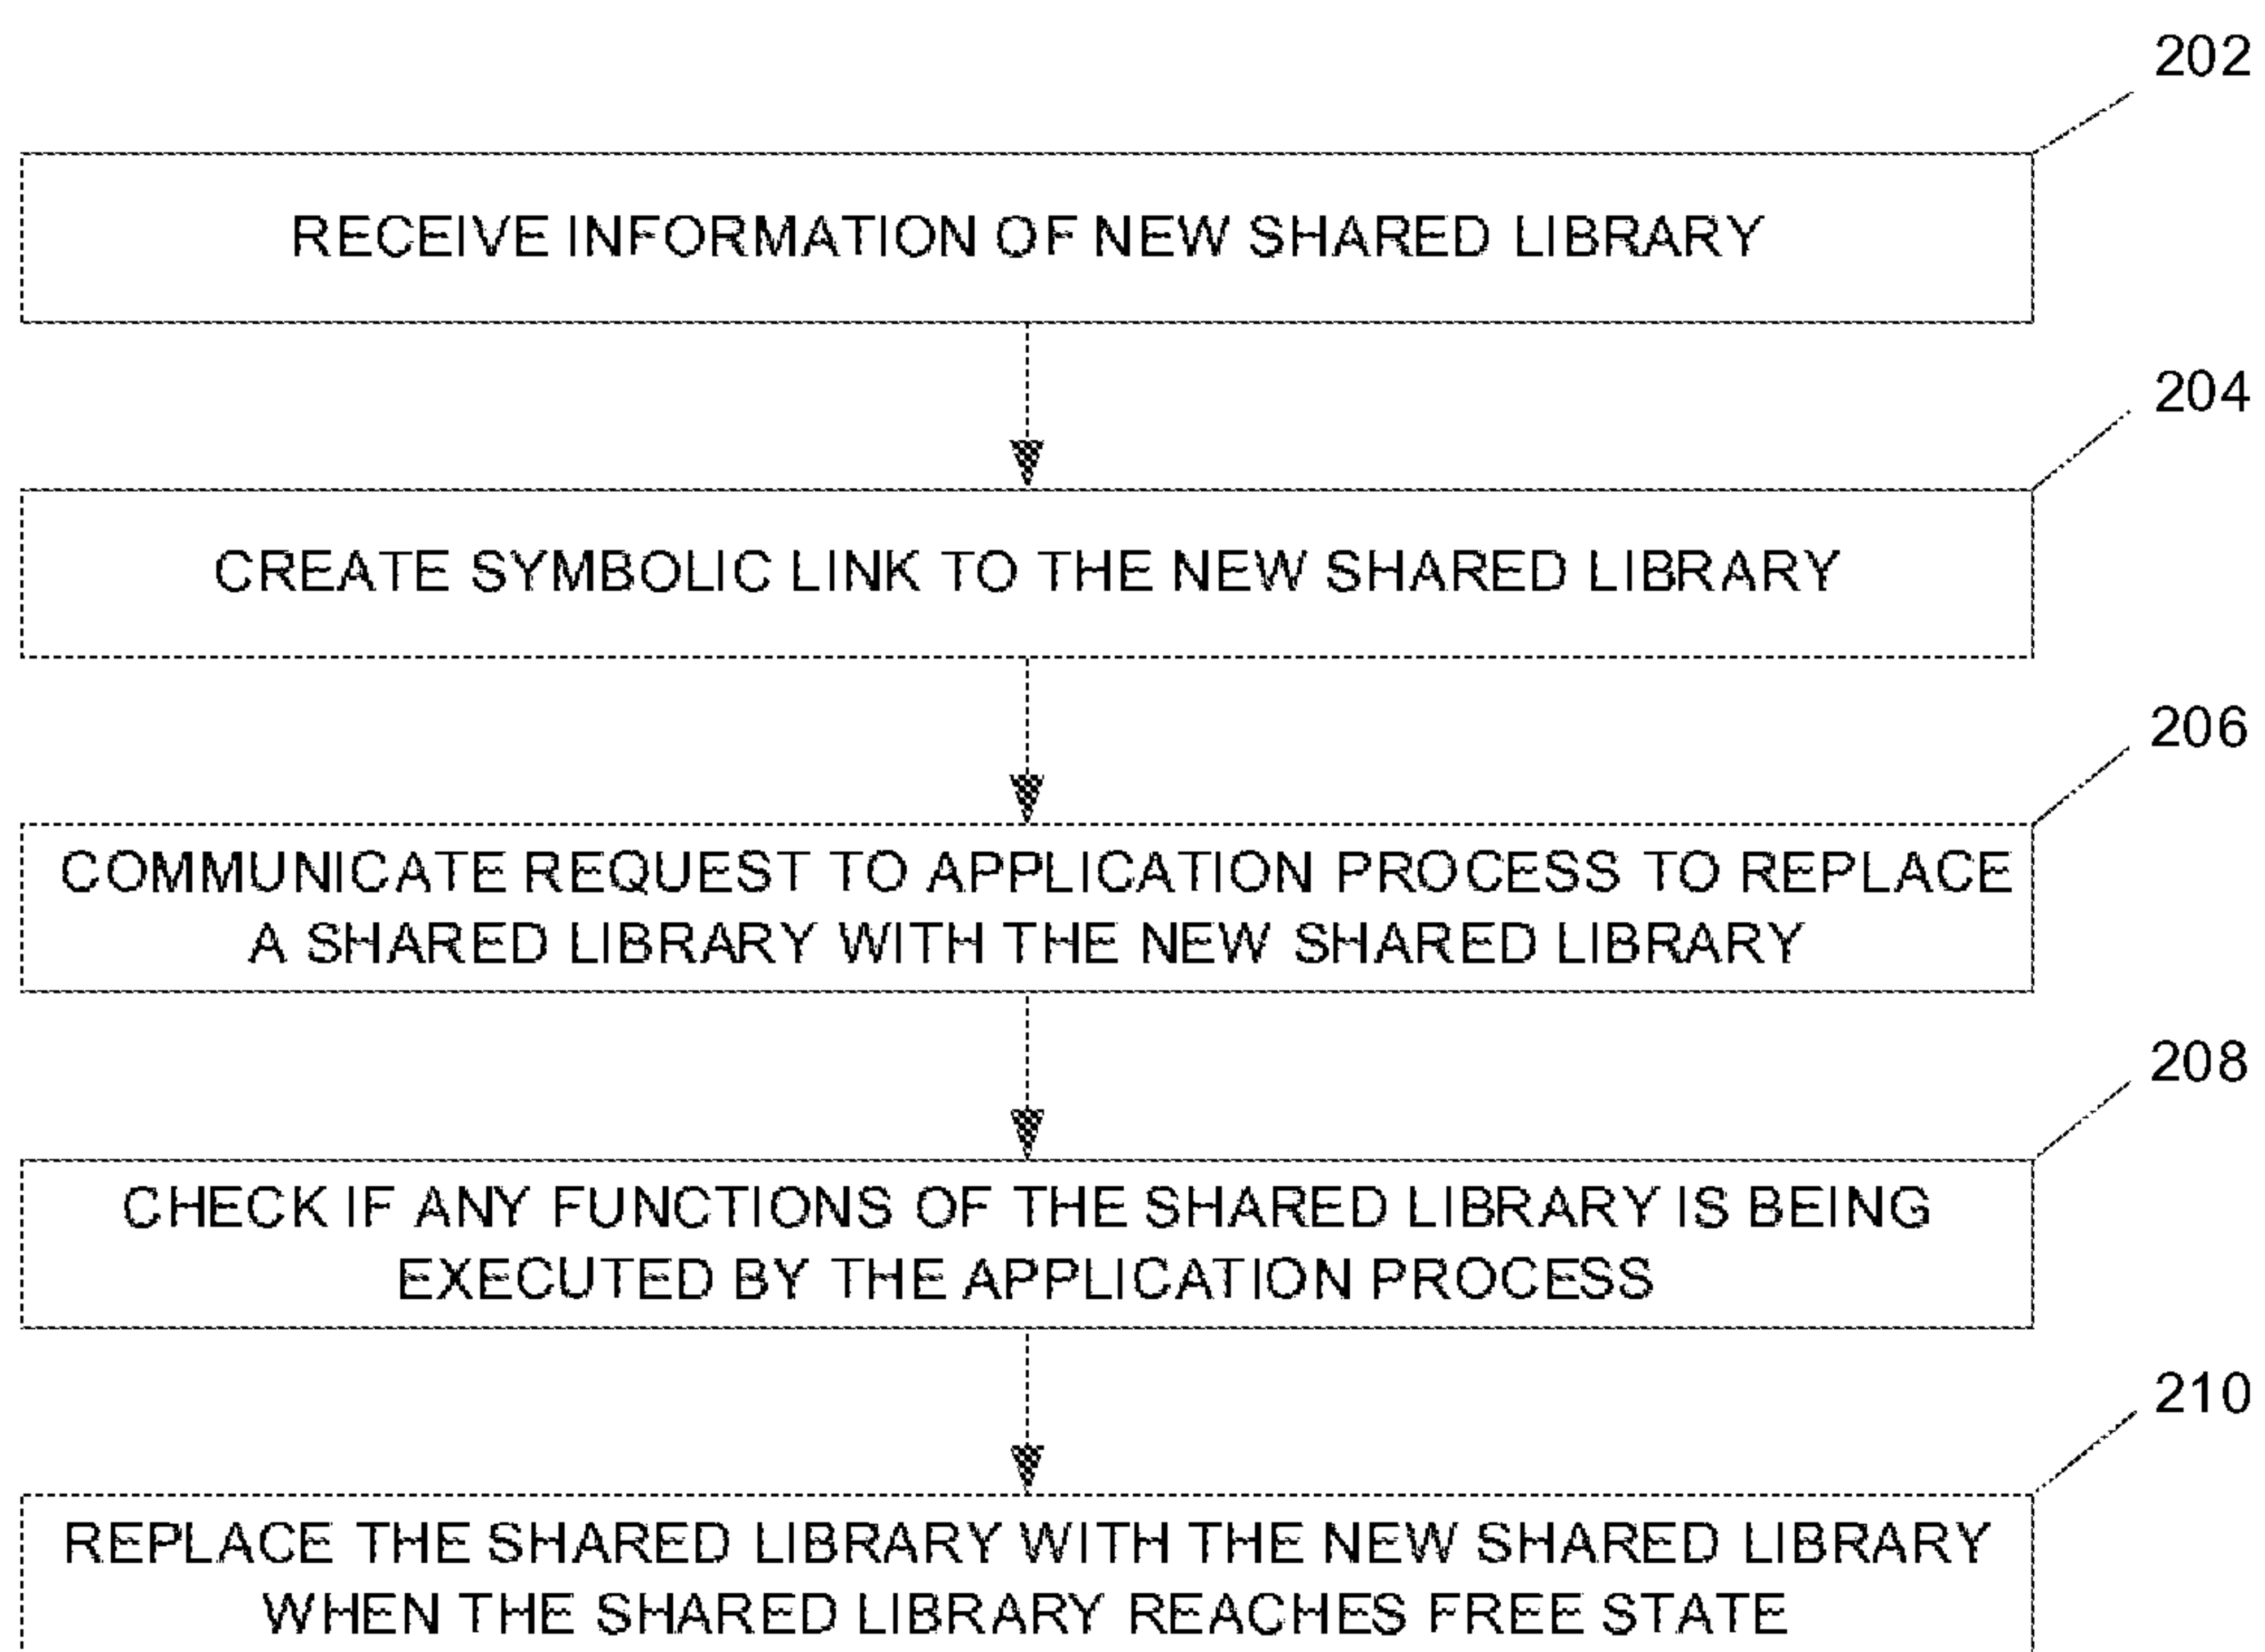 202
RECEIVE INFORMATION OF NEW SHARED LIBRARY
204
CREATE SYMBOLIC LINK TO THE NEW SHARED LIBRARY
206
COMMUNICATE REQUEST TO APPLICATION PROCESS TO REPLACE
A SHARED LIBRARY WITH THE NEW SHARED LIBRARY
208
CHECK IF ANY FUNCTIONS OF THE SHARED LIBRARY IS BEING
EXECUTED BY THE APPLICATION PROCESS
210
REPLACE THE SHARED LIBRARY WITH THE NEW SHARED LIBRARY
WHEN THE SHARED LIBRARY REACHES FREE STATE